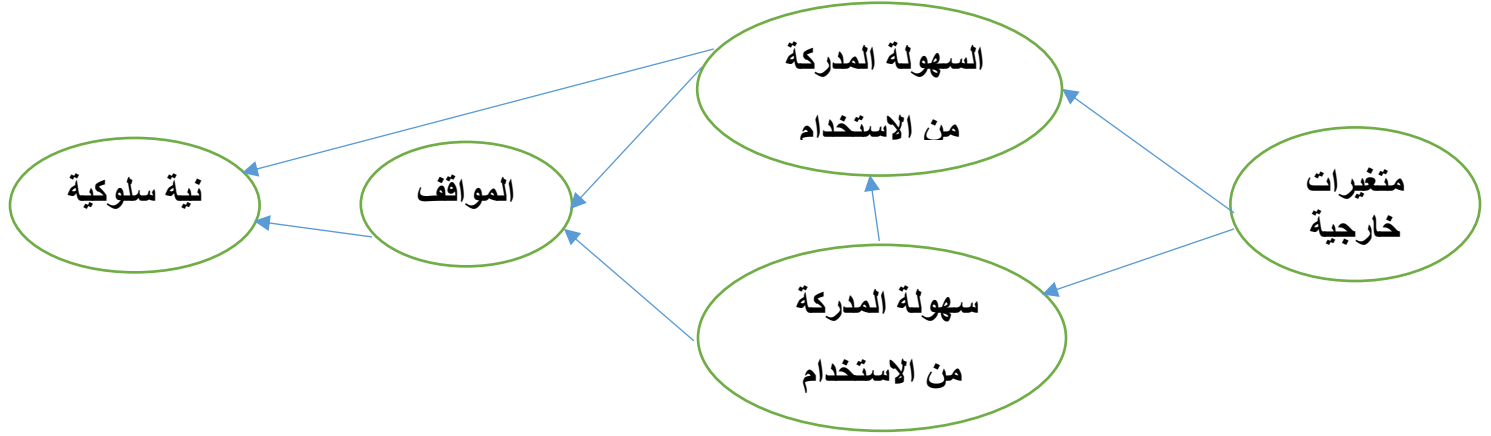 السهولة المدركة
من الاستخدام
متغيرات
خارجية
المواقف
نية سلوكية
سهولة المدركة
من الاستخدام